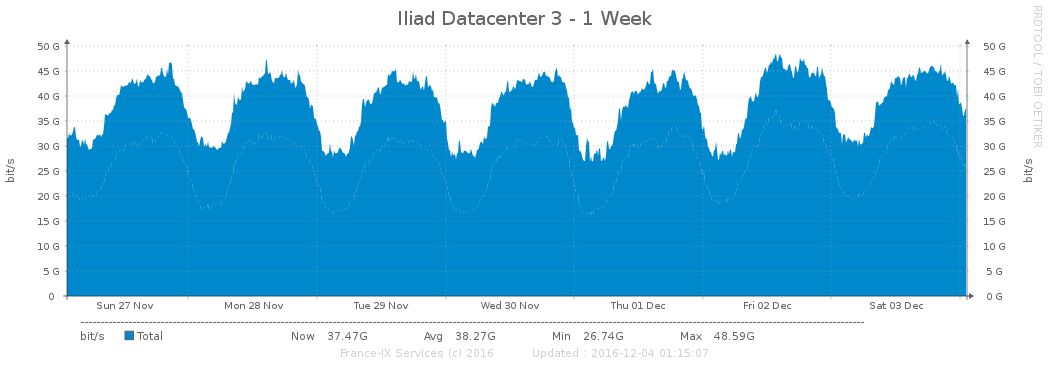 Iliad Datacenter 3 - 1 Week
RRDTOOL / TOBI OETIKER
50 G 50 G
45 G 45 G
40 G 40 G
35 G 35 G
30 G 30 G
25 G 25 G
20 G 20 G
15 G 15 G
10 G 10 G
5 G 5 G
0 0 G
bit/s bit/s
Sun 27 Nov Mon 28 Nov Tue 29 Nov Wed 30 Nov Thu 01 Dec Fri 02 Dec Sat 03 Dec
bit/s Total Now 37.47G Avg 38.27G Min 26.74G Max 48.59G
France-IX Services (c) 2016 Updated : 2016-12-04 01:15:07